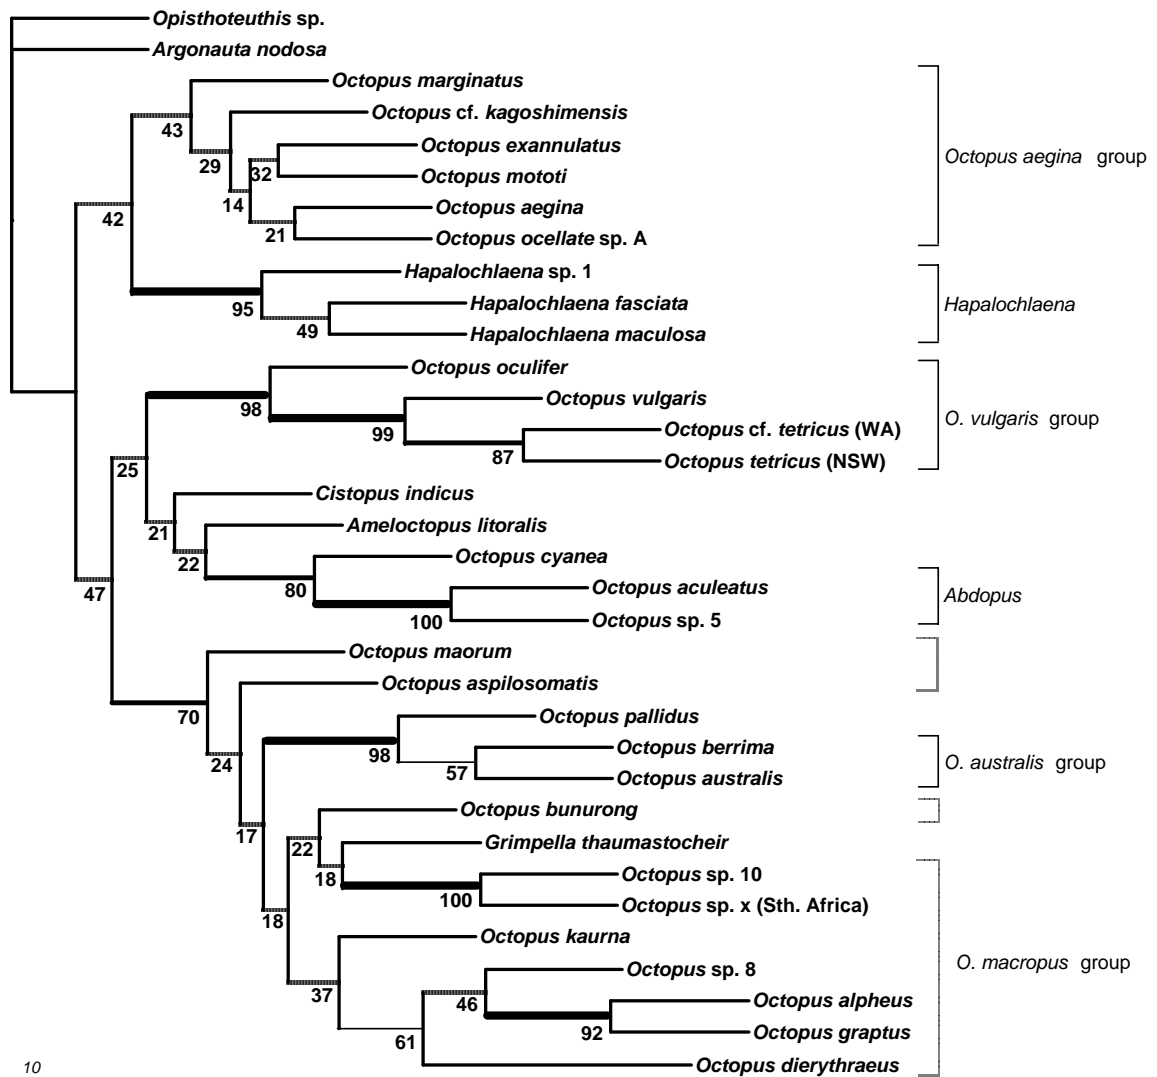 Opisthoteuthis sp.
Argonauta nodosa
Octopus marginatus
43
Octopus cf. kagoshimensis
29
Octopus exannulatus
32
Octopus mototi
14
Octopus aegina
21
Octopus ocellate sp. A
Octopus aegina group
42
Hapalochlaena sp. 1
95
Hapalochlaena fasciata
49
Hapalochlaena maculosa
Hapalochlaena
Octopus oculifer
98
Octopus vulgaris
99
Octopus cf. tetricus (WA)
87
Octopus tetricus (NSW)
O. vulgaris group
25
Cistopus indicus
21
Ameloctopus litoralis
22
Octopus cyanea
80
Octopus aculeatus
100
Octopus sp. 5
Abdopus
47
Octopus maorum
70
Octopus aspilosomatis
24
Octopus pallidus
98
Octopus berrima
57
Octopus australis
O. australis group
17
Octopus bunurong
22
Grimpella thaumastocheir
18
Octopus sp. 10
100
Octopus sp. x (Sth. Africa)
18
Octopus kaurna
37
Octopus sp. 8
46
Octopus alpheus
92
Octopus graptus
61
Octopus dierythraeus
O. macropus group
10